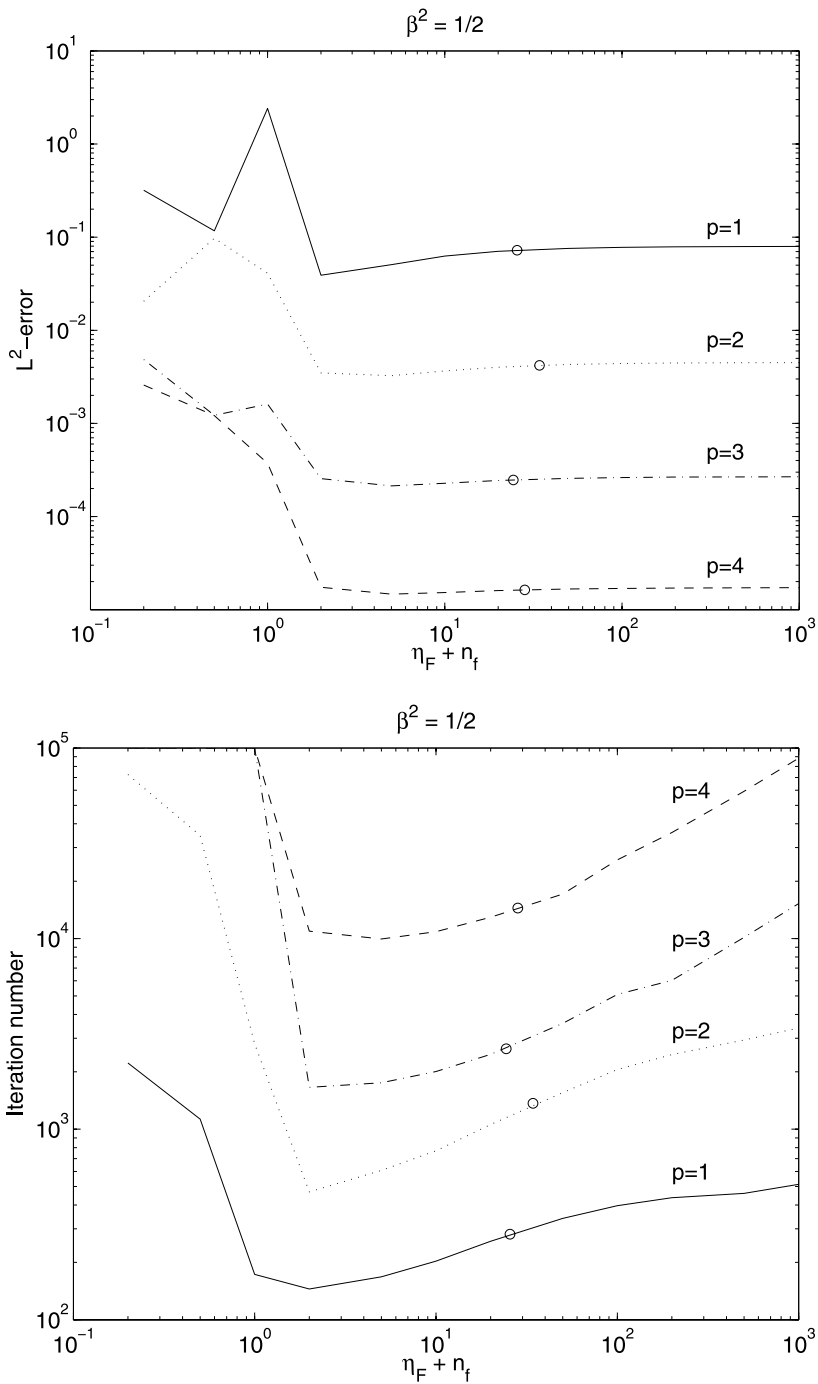 β² = 1/2
L²−error
10¹
10⁰
10⁻¹
10⁻²
10⁻³
10⁻⁴
p=1
p=2
p=3
p=4
10⁻¹ 10⁰ 10¹ 10² 10³
η_F + n_f
β² = 1/2
Iteration number
10⁵
10⁴
10³
10²
p=4
p=3
p=2
p=1
10⁻¹ 10⁰ 10¹ 10² 10³
η_F + n_f